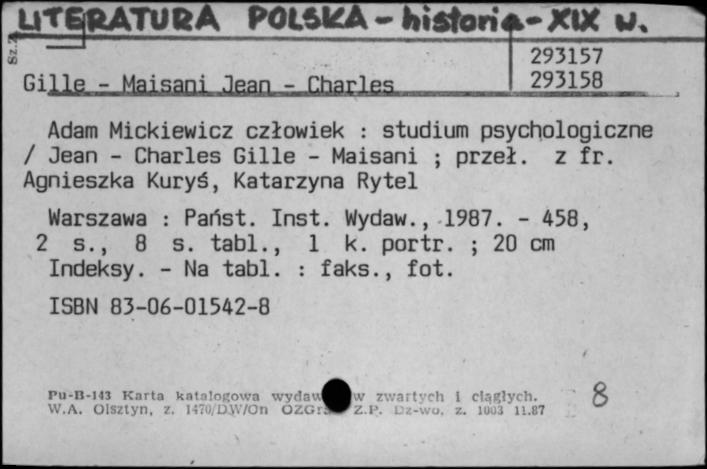 LITERATURA POLSKA - historia - XIX w.
293157
Gille - Maisani Jean - Charles
293158
Adam Mickiewicz człowiek : studium psychologiczne
/ Jean - Charles Gille - Maisani ; przeł. z fr.
Agnieszka Kuryś, Katarzyna Rytel
Warszawa : Państ. Inst. Wydaw., 1987. - 458,
2 s., 8 s. tabl., 1 k. portr. ; 20 cm
Indeksy. - Na tabl. : faks., fot.
ISBN 83-06-01542-8
Pu-B-143 Karta katalogowa wydaw w zwartych i ciągłych.
8
W.A. Olsztyn, z. 1470/DW/On OZGra Z.P. Dz-wo, z. 1003 11.87